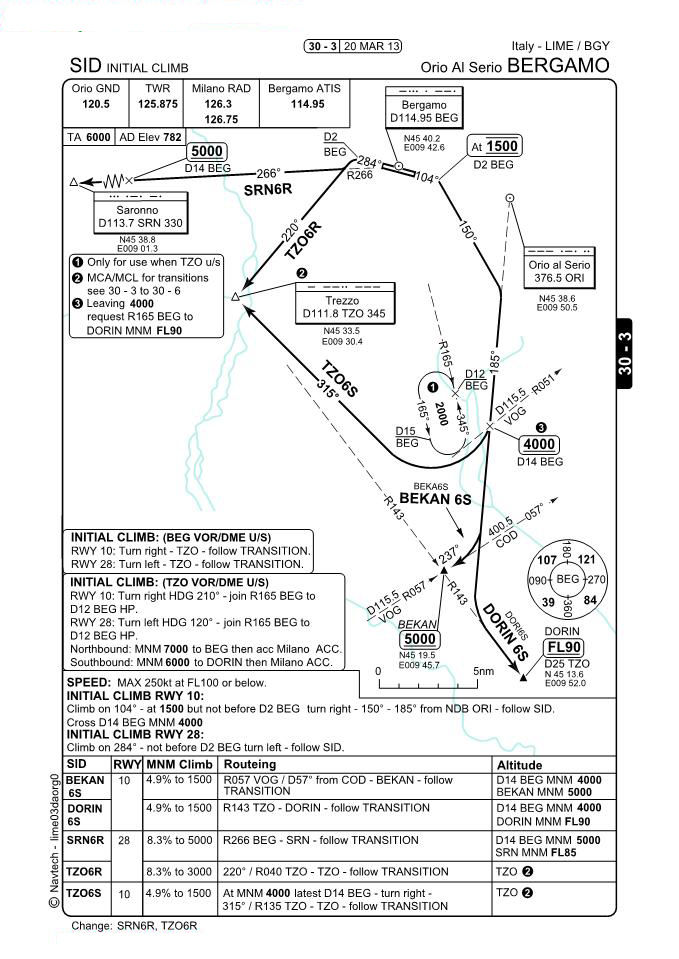 30 - 3 20 MAR 13
Italy - LIME / BGY
SID INITIAL CLIMB
Orio Al Serio BERGAMO
Orio GND
120.5
TWR
125.875
Milano RAD
126.3
126.75
Bergamo ATIS
114.95
TA 6000 AD Elev 782
Bergamo
D114.95 BEG
N45 40.2
E009 42.6
D2
BEG
At 1500
D2 BEG
5000
D14 BEG
284°
R266
104°
266°
SRN6R
Saronno
D113.7 SRN 330
N45 38.8
E009 01.3
220°
TZO6R
150°
Orio al Serio
376.5 ORI
N45 38.6
E009 50.5
1 Only for use when TZO u/s
2 MCA/MCL for transitions
see 30 - 3 to 30 - 6
3 Leaving 4000
request R165 BEG to
DORIN MNM FL90
2
Trezzo
D111.8 TZO 345
N45 33.5
E009 30.4
30 - 3
R165
185°
TZO6S
315°
D12
BEG
1
2000
165°
345°
D15
BEG
D115.5
VOG
R051
3
4000
D14 BEG
BEKA6S
BEKAN 6S
R143
400.5
COD
057°
237°
D115.5
VOG
R057
R143
BEKAN
5000
N45 19.5
E009 45.7
DORI6S
DORIN 6S
180
107 121
090 BEG 270
39 84
360
DORIN
FL90
D25 TZO
N 45 13.6
E009 52.0
0 5nm
INITIAL CLIMB: (BEG VOR/DME U/S)
RWY 10: Turn right - TZO - follow TRANSITION.
RWY 28: Turn left - TZO - follow TRANSITION.
INITIAL CLIMB: (TZO VOR/DME U/S)
RWY 10: Turn right HDG 210° - join R165 BEG to
D12 BEG HP.
RWY 28: Turn left HDG 120° - join R165 BEG to
D12 BEG HP.
Northbound: MNM 7000 to BEG then acc Milano ACC.
Southbound: MNM 6000 to DORIN then Milano ACC.
SPEED: MAX 250kt at FL100 or below.
INITIAL CLIMB RWY 10:
Climb on 104° - at 1500 but not before D2 BEG turn right - 150° - 185° from NDB ORI - follow SID.
Cross D14 BEG MNM 4000
INITIAL CLIMB RWY 28:
Climb on 284° - not before D2 BEG turn left - follow SID.
SID RWY MNM Climb Routeing Altitude
BEKAN 6S 10 4.9% to 1500 R057 VOG / D57° from COD - BEKAN - follow TRANSITION D14 BEG MNM 4000 BEKAN MNM 5000
DORIN 6S 4.9% to 1500 R143 TZO - DORIN - follow TRANSITION D14 BEG MNM 4000 DORIN MNM FL90
SRN6R 28 8.3% to 5000 R266 BEG - SRN - follow TRANSITION D14 BEG MNM 5000 SRN MNM FL85
TZO6R 8.3% to 3000 220° / R040 TZO - TZO - follow TRANSITION TZO 2
TZO6S 10 4.9% to 1500 At MNM 4000 latest D14 BEG - turn right - 315° / R135 TZO - TZO - follow TRANSITION TZO 2
© Navtech - lime03daorg0
Change: SRN6R, TZO6R